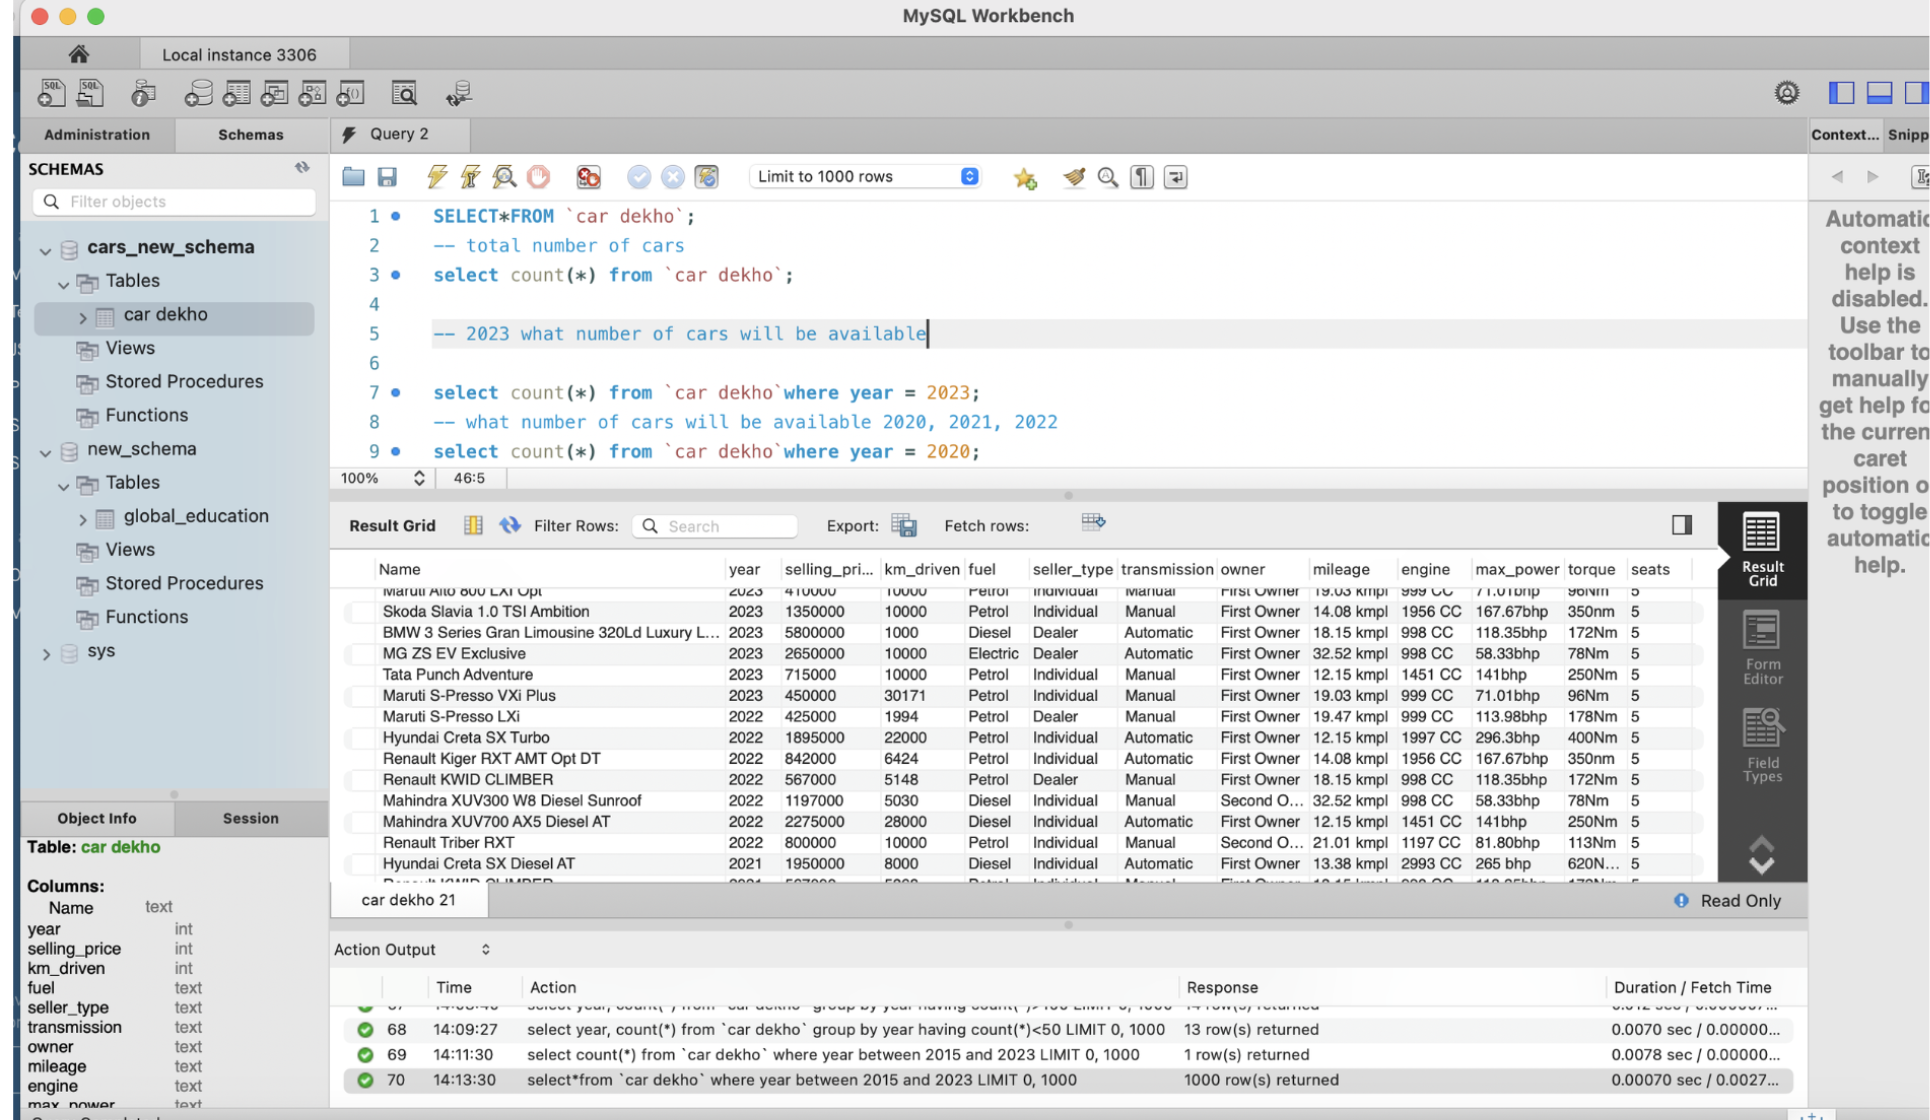 MySQL Workbench
Local instance 3306
Administration Schemas Query 2 Context... Snipp
SCHEMAS
Filter objects
Limit to 1000 rows
cars_new_schema
Tables
car dekho
Views
Stored Procedures
Functions
new_schema
Tables
global_education
Views
Stored Procedures
Functions
sys
1 SELECT*FROM `car dekho`;
2 -- total number of cars
3 select count(*) from `car dekho`;
4
5 -- 2023 what number of cars will be available
6
7 select count(*) from `car dekho`where year = 2023;
8 -- what number of cars will be available 2020, 2021, 2022
9 select count(*) from `car dekho`where year = 2020;
100% 46:5
Automatic
context
help is
disabled.
Use the
toolbar to
manually
get help fo
the curren
caret
position o
to toggle
automatic
help.
Result Grid Filter Rows: Search Export: Fetch rows:
Name year selling_pri... km_driven fuel seller_type transmission owner mileage engine max_power torque seats
Maruti Alto 800 LXI Opt 2023 410000 10000 Petrol Individual Manual First Owner 19.03 kmpl 999 CC 71.01bhp 96Nm 5
Skoda Slavia 1.0 TSI Ambition 2023 1350000 10000 Petrol Individual Manual First Owner 14.08 kmpl 1956 CC 167.67bhp 350nm 5
BMW 3 Series Gran Limousine 320Ld Luxury L... 2023 5800000 1000 Diesel Dealer Automatic First Owner 18.15 kmpl 998 CC 118.35bhp 172Nm 5
MG ZS EV Exclusive 2023 2650000 10000 Electric Dealer Automatic First Owner 32.52 kmpl 998 CC 58.33bhp 78Nm 5
Tata Punch Adventure 2023 715000 10000 Petrol Individual Manual First Owner 12.15 kmpl 1451 CC 141bhp 250Nm 5
Maruti S-Presso VXi Plus 2023 450000 30171 Petrol Individual Manual First Owner 19.03 kmpl 999 CC 71.01bhp 96Nm 5
Maruti S-Presso LXi 2022 425000 1994 Petrol Dealer Manual First Owner 19.47 kmpl 999 CC 113.98bhp 178Nm 5
Hyundai Creta SX Turbo 2022 1895000 22000 Petrol Individual Manual First Owner 12.15 kmpl 1997 CC 296.3bhp 400Nm 5
Renault Kiger RXT AMT Opt DT 2022 842000 6424 Petrol Individual Manual First Owner 14.08 kmpl 1956 CC 167.67bhp 350nm 5
Renault KWID CLIMBER 2022 567000 5148 Petrol Dealer Manual First Owner 18.15 kmpl 998 CC 118.35bhp 172Nm 5
Mahindra XUV300 W8 Diesel Sunroof 2022 1197000 5030 Diesel Individual Manual Second O... 32.52 kmpl 998 CC 58.33bhp 78Nm 5
Mahindra XUV700 AX5 Diesel AT 2022 2275000 28000 Diesel Individual Automatic First Owner 12.15 kmpl 1451 CC 141bhp 250Nm 5
Renault Triber RXT 2022 800000 10000 Petrol Individual Manual Second O... 21.01 kmpl 1197 CC 81.80bhp 113Nm 5
Hyundai Creta SX Diesel AT 2021 1950000 8000 Diesel Individual Automatic First Owner 13.38 kmpl 2993 CC 265 bhp 620N... 5
Result
Grid
Form
Editor
Field
Types
car dekho 21 Read Only
Object Info Session
Table: car dekho
Columns:
Name text
year int
selling_price int
km_driven int
fuel text
seller_type text
transmission text
owner text
mileage text
engine text
max_power text
Action Output
Time Action Response Duration / Fetch Time
68 14:09:27 select year, count(*) from `car dekho` group by year having count(*)<50 LIMIT 0, 1000 13 row(s) returned 0.0070 sec / 0.00000...
69 14:11:30 select count(*) from `car dekho` where year between 2015 and 2023 LIMIT 0, 1000 1 row(s) returned 0.0078 sec / 0.00000...
70 14:13:30 select*from `car dekho` where year between 2015 and 2023 LIMIT 0, 1000 1000 row(s) returned 0.00070 sec / 0.0027...